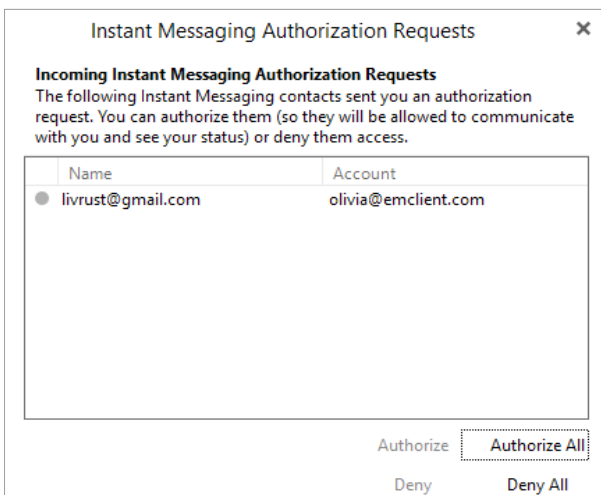 Instant Messaging Authorization Requests
Incoming Instant Messaging Authorization Requests
The following Instant Messaging contacts sent you an authorization
request. You can authorize them (so they will be allowed to communicate
with you and see your status) or deny them access.
Name Account
livrust@gmail.com olivia@emclient.com
Authorize Authorize All
Deny Deny All